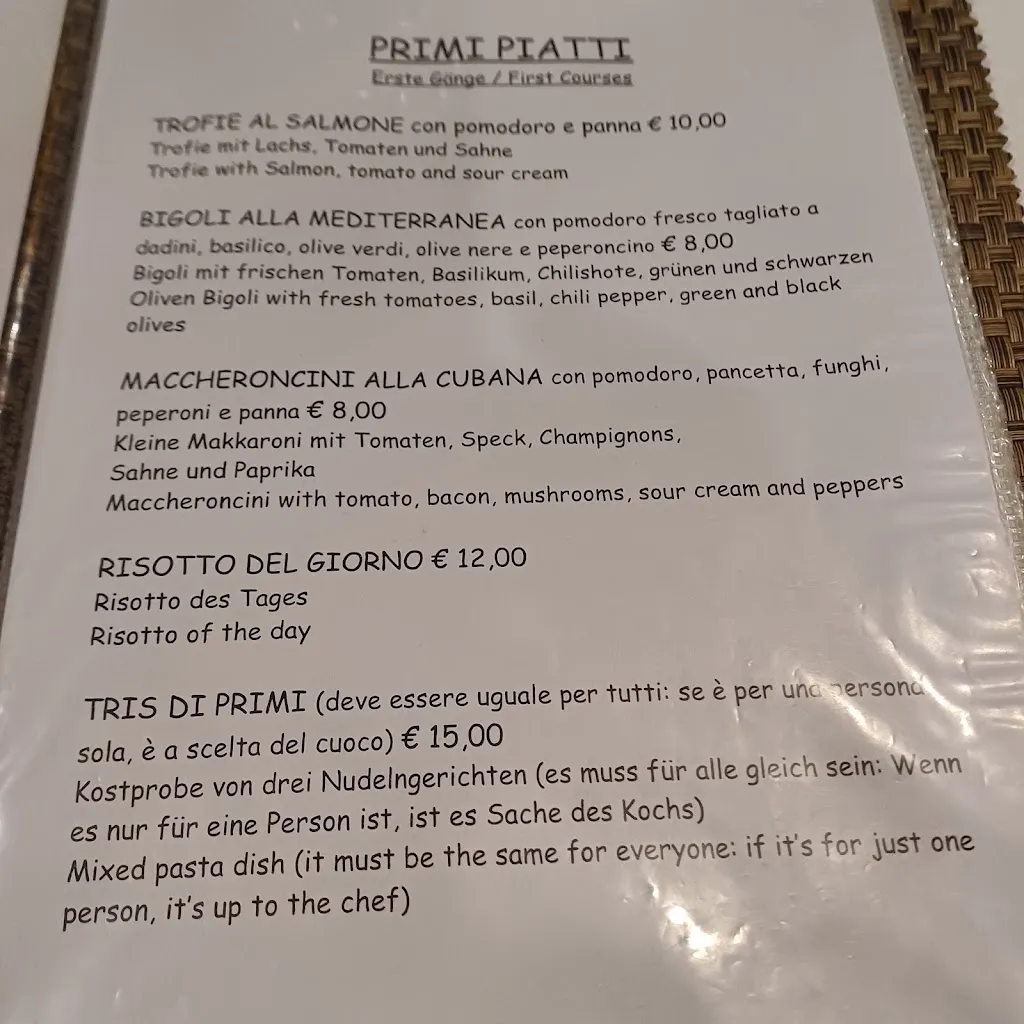 PRIMI PIATTI
Erste Gänge / First Courses
TROFIE AL SALMONE con pomodoro e panna € 10,00
Trofie mit Lachs, Tomaten und Sahne
Trofie with Salmon, tomato and sour cream
BIGOLI ALLA MEDITERRANEA con pomodoro fresco tagliato a
dadini, basilico, olive verdi, olive nere e peperoncino € 8,00
Bigoli mit frischen Tomaten, Basilikum, Chilishote, grünen und schwarzen
Oliven Bigoli with fresh tomatoes, basil, chili pepper, green and black
olives
MACCHERONCINI ALLA CUBANA con pomodoro, pancetta, funghi,
peperoni e panna € 8,00
Kleine Makkaroni mit Tomaten, Speck, Champignons,
Sahne und Paprika
Maccheroncini with tomato, bacon, mushrooms, sour cream and peppers
RISOTTO DEL GIORNO € 12,00
Risotto des Tages
Risotto of the day
TRIS DI PRIMI (deve essere uguale per tutti: se è per una persona
sola, è a scelta del cuoco) € 15,00
Kostprobe von drei Nudelngerichten (es muss für alle gleich sein: Wenn
es nur für eine Person ist, ist es Sache des Kochs)
Mixed pasta dish (it must be the same for everyone: if it's for just one
person, it's up to the chef)